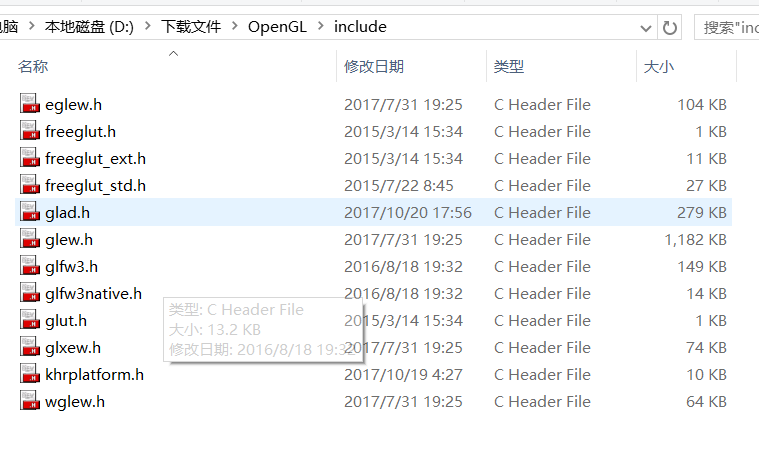 脑 > 本地磁盘 (D:) > 下载文件 > OpenGL > include 搜索"inc
名称 修改日期 类型 大小
eglew.h 2017/7/31 19:25 C Header File 104 KB
freeglut.h 2015/3/14 15:34 C Header File 1 KB
freeglut_ext.h 2015/3/14 15:34 C Header File 11 KB
freeglut_std.h 2015/7/22 8:45 C Header File 27 KB
glad.h 2017/10/20 17:56 C Header File 279 KB
glew.h 2017/7/31 19:25 C Header File 1,182 KB
glfw3.h 2016/8/18 19:32 C Header File 149 KB
glfw3native.h 2016/8/18 19:32 C Header File 14 KB
类型: C Header File
glut.h 2015/3/14 15:34 C Header File 1 KB
大小: 13.2 KB
glxew.h 2017/7/31 19:25 C Header File 74 KB
修改日期: 2016/8/18 19:32
khrplatform.h 2017/10/19 4:27 C Header File 10 KB
wglew.h 2017/7/31 19:25 C Header File 64 KB